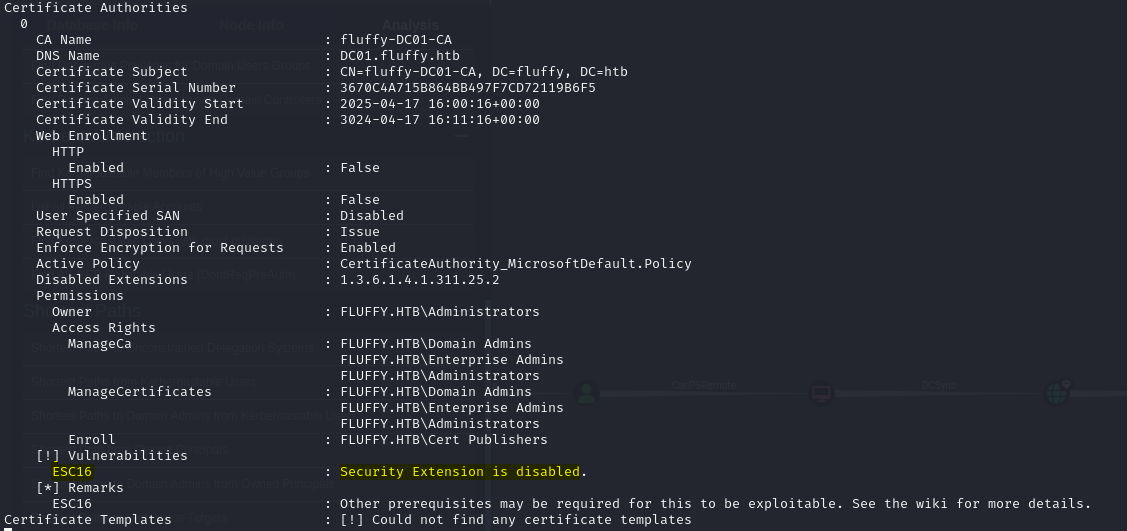 Certificate Authorities
0
CA Name : fluffy-DC01-CA
DNS Name : DC01.fluffy.htb
Certificate Subject : CN=fluffy-DC01-CA, DC=fluffy, DC=htb
Certificate Serial Number : 3670C4A715B864BB497F7CD72119B6F5
Certificate Validity Start : 2025-04-17 16:00:16+00:00
Certificate Validity End : 3024-04-17 16:11:16+00:00
Web Enrollment
HTTP
Enabled : False
HTTPS
Enabled : False
User Specified SAN : Disabled
Request Disposition : Issue
Enforce Encryption for Requests : Enabled
Active Policy : CertificateAuthority_MicrosoftDefault.Policy
Disabled Extensions : 1.3.6.1.4.1.311.25.2
Permissions
Owner : FLUFFY.HTB\Administrators
Access Rights
ManageCa : FLUFFY.HTB\Domain Admins
FLUFFY.HTB\Enterprise Admins
FLUFFY.HTB\Administrators
ManageCertificates : FLUFFY.HTB\Domain Admins
FLUFFY.HTB\Enterprise Admins
FLUFFY.HTB\Administrators
Enroll : FLUFFY.HTB\Cert Publishers
[!] Vulnerabilities
ESC16 : Security Extension is disabled.
[*] Remarks
ESC16 : Other prerequisites may be required for this to be exploitable. See the wiki for more details.
Certificate Templates : [!] Could not find any certificate templates